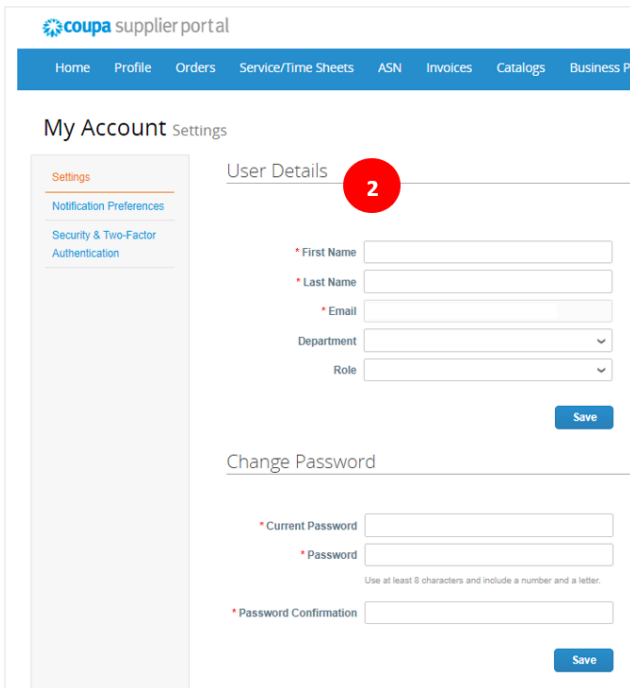 coupa supplier portal
Home Profile Orders Service/Time Sheets ASN Invoices Catalogs Business P
My Account Settings
Settings
Notification Preferences
Security & Two-Factor
Authentication
User Details
2
* First Name
* Last Name
* Email
Department
Role
Save
Change Password
* Current Password
* Password
Use at least 8 characters and include a number and a letter.
* Password Confirmation
Save